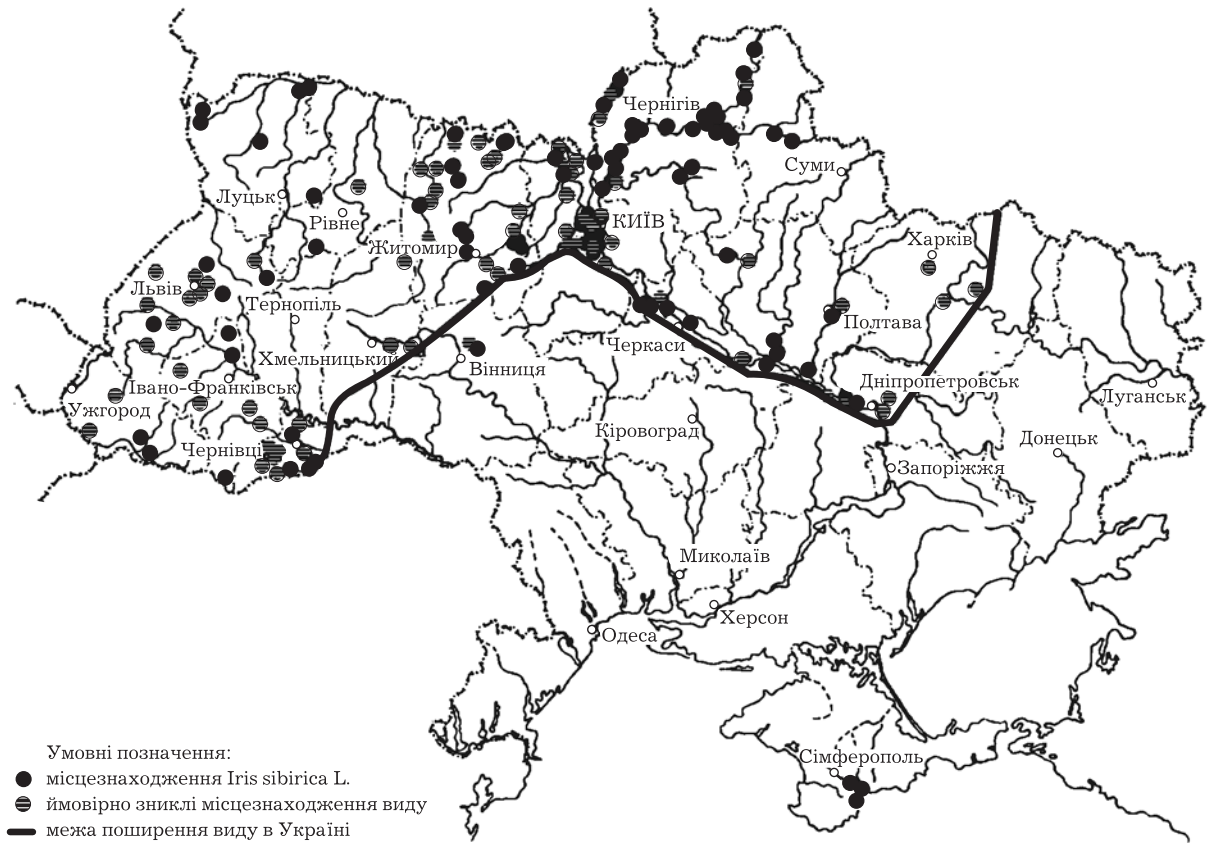 Чернігів
Суми
Луцьк
Рівне
КИЇВ
Житомир
Харків
Львів
Тернопіль
Полтава
Черкаси
Хмельницький
Вінниця
Івано-Франківськ
Дніпропетровськ
Ужгород
Луганськ
Кіровоград
Донецьк
Чернівці
Запоріжжя
Миколаїв
Херсон
Одеса
Сімферополь
Умовні позначення:
місцезнаходження Iris sibirica L.
ймовірно зниклі місцезнаходження виду
межа поширення виду в Україні